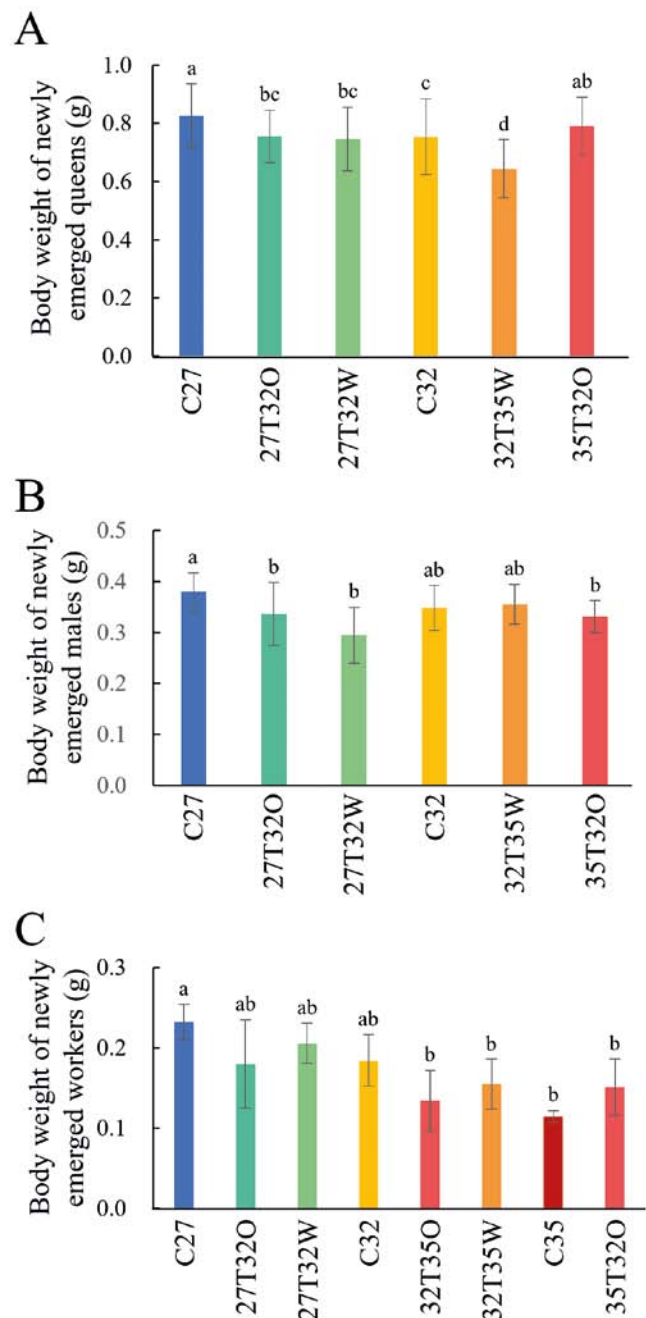 A
Body weight of newly
emerged queens (g)
1.0
0.8
0.6
0.4
0.2
0.0
a
bc
bc
c
d
ab
C27
27T32O
27T32W
C32
32T35W
35T32O
B
Body weight of newly
emerged males (g)
0.5
0.4
0.3
0.2
0.1
0.0
a
b
b
ab
ab
b
C27
27T32O
27T32W
C32
32T35W
35T32O
C
Body weight of newly
emerged workers (g)
0.3
0.2
0.1
0.0
a
ab
ab
ab
b
b
b
b
C27
27T32O
27T32W
C32
32T35O
32T35W
C35
35T32O